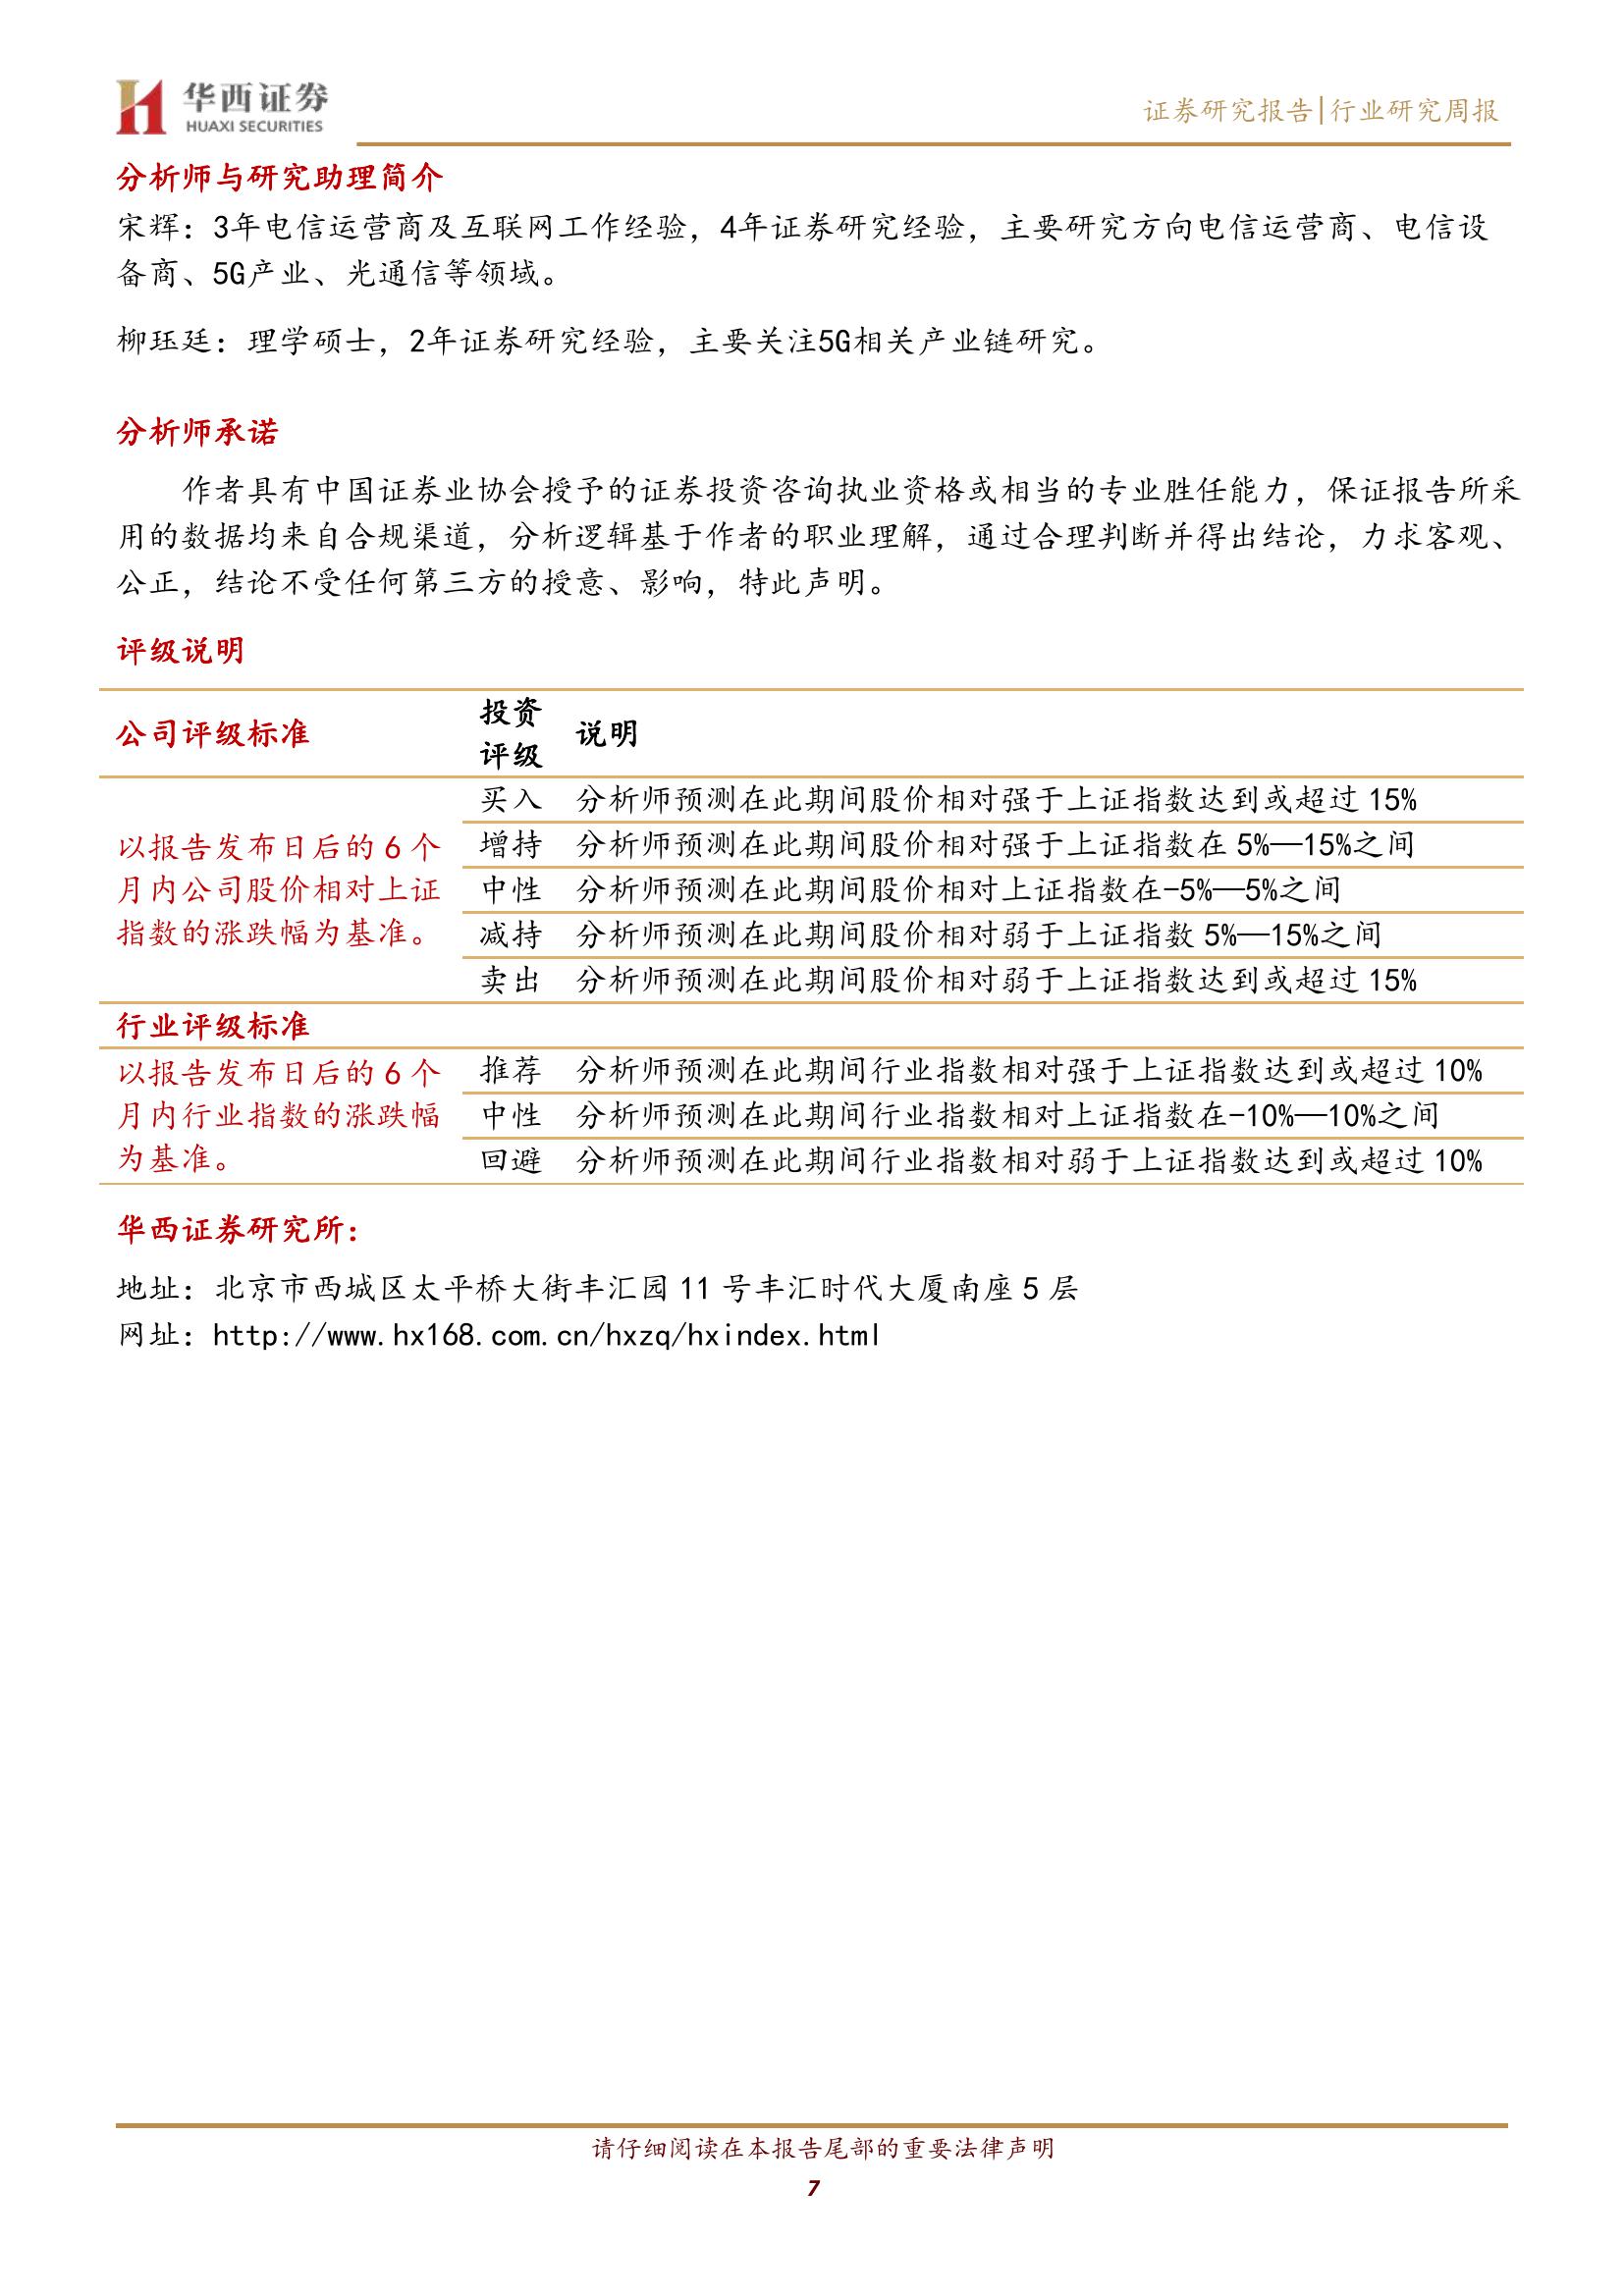 华西证券
HUAXI SECURITIES
证券研究报告|行业研究周报
分析师与研究助理简介
宋辉：3年电信运营商及互联网工作经验，4年证券研究经验，主要研究方向电信运营商、电信设
备商、5G产业、光通信等领域。
柳珏廷：理学硕士，2年证券研究经验，主要关注5G相关产业链研究。
分析师承诺
作者具有中国证券业协会授予的证券投资咨询执业资格或相当的专业胜任能力，保证报告所采
用的数据均来自合规渠道，分析逻辑基于作者的职业理解，通过合理判断并得出结论，力求客观、
公正，结论不受任何第三方的授意、影响，特此声明。
评级说明
公司评级标准
投资
评级
说明
以报告发布日后的 6 个
月内公司股价相对上证
指数的涨跌幅为基准。
买入 分析师预测在此期间股价相对强于上证指数达到或超过 15%
增持 分析师预测在此期间股价相对强于上证指数在 5%—15%之间
中性 分析师预测在此期间股价相对上证指数在-5%—5%之间
减持 分析师预测在此期间股价相对弱于上证指数 5%—15%之间
卖出 分析师预测在此期间股价相对弱于上证指数达到或超过 15%
行业评级标准
以报告发布日后的 6 个
月内行业指数的涨跌幅
为基准。
推荐 分析师预测在此期间行业指数相对强于上证指数达到或超过 10%
中性 分析师预测在此期间行业指数相对上证指数在-10%—10%之间
回避 分析师预测在此期间行业指数相对弱于上证指数达到或超过 10%
华西证券研究所：
地址：北京市西城区太平桥大街丰汇园 11 号丰汇时代大厦南座 5 层
网址：http://www.hx168.com.cn/hxzq/hxindex.html
请仔细阅读在本报告尾部的重要法律声明
7